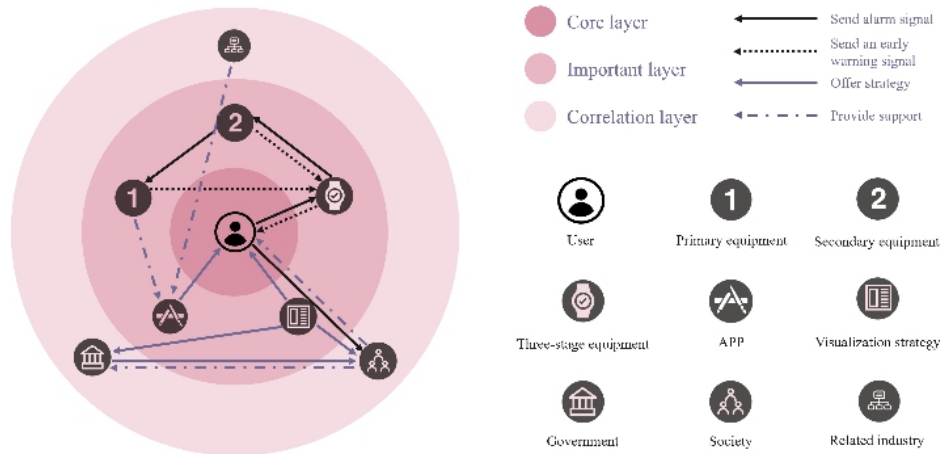 Core layer
Send alarm signal
Send an early
warning signal
Important layer
Offer strategy
Correlation layer
Provide support
2
1
1
2
User
Primary equipment
Secondary equipment
Three-stage equipment
APP
Visualization strategy
Government
Society
Related industry